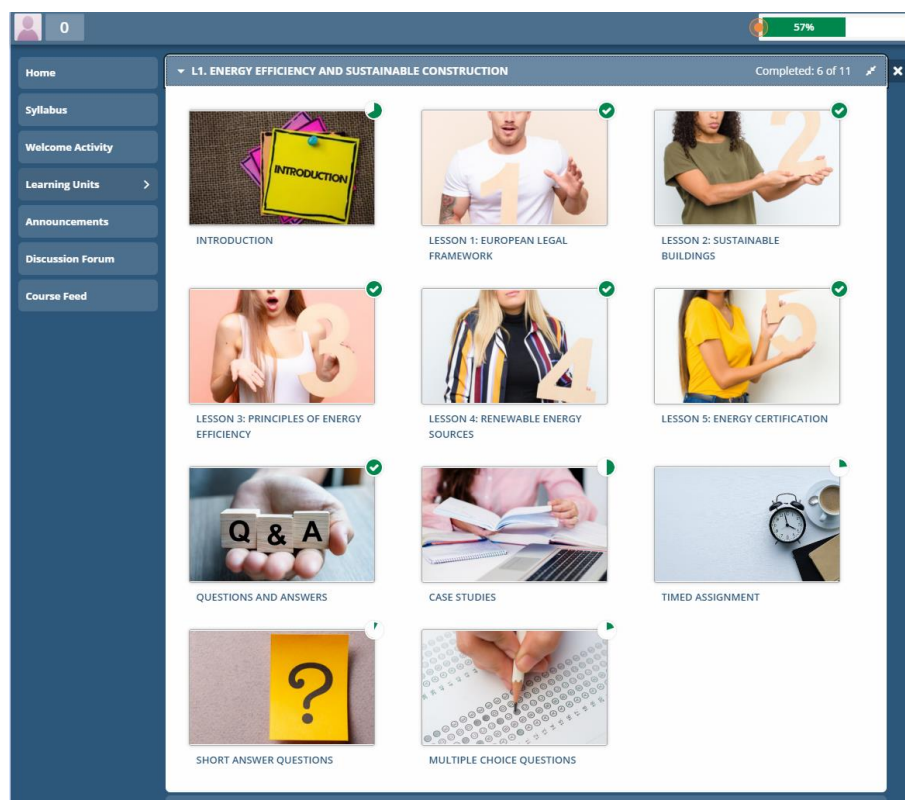 0
57%
Home
Syllabus
Welcome Activity
Learning Units
Announcements
Discussion Forum
Course Feed
L1. ENERGY EFFICIENCY AND SUSTAINABLE CONSTRUCTION
Completed: 6 of 11
INTRODUCTION
INTRODUCTION
1
LESSON 1: EUROPEAN LEGAL
FRAMEWORK
2
LESSON 2: SUSTAINABLE
BUILDINGS
3
LESSON 3: PRINCIPLES OF ENERGY
EFFICIENCY
4
LESSON 4: RENEWABLE ENERGY
SOURCES
5
LESSON 5: ENERGY CERTIFICATION
Q & A
QUESTIONS AND ANSWERS
CASE STUDIES
TIMED ASSIGNMENT
?
SHORT ANSWER QUESTIONS
MULTIPLE CHOICE QUESTIONS